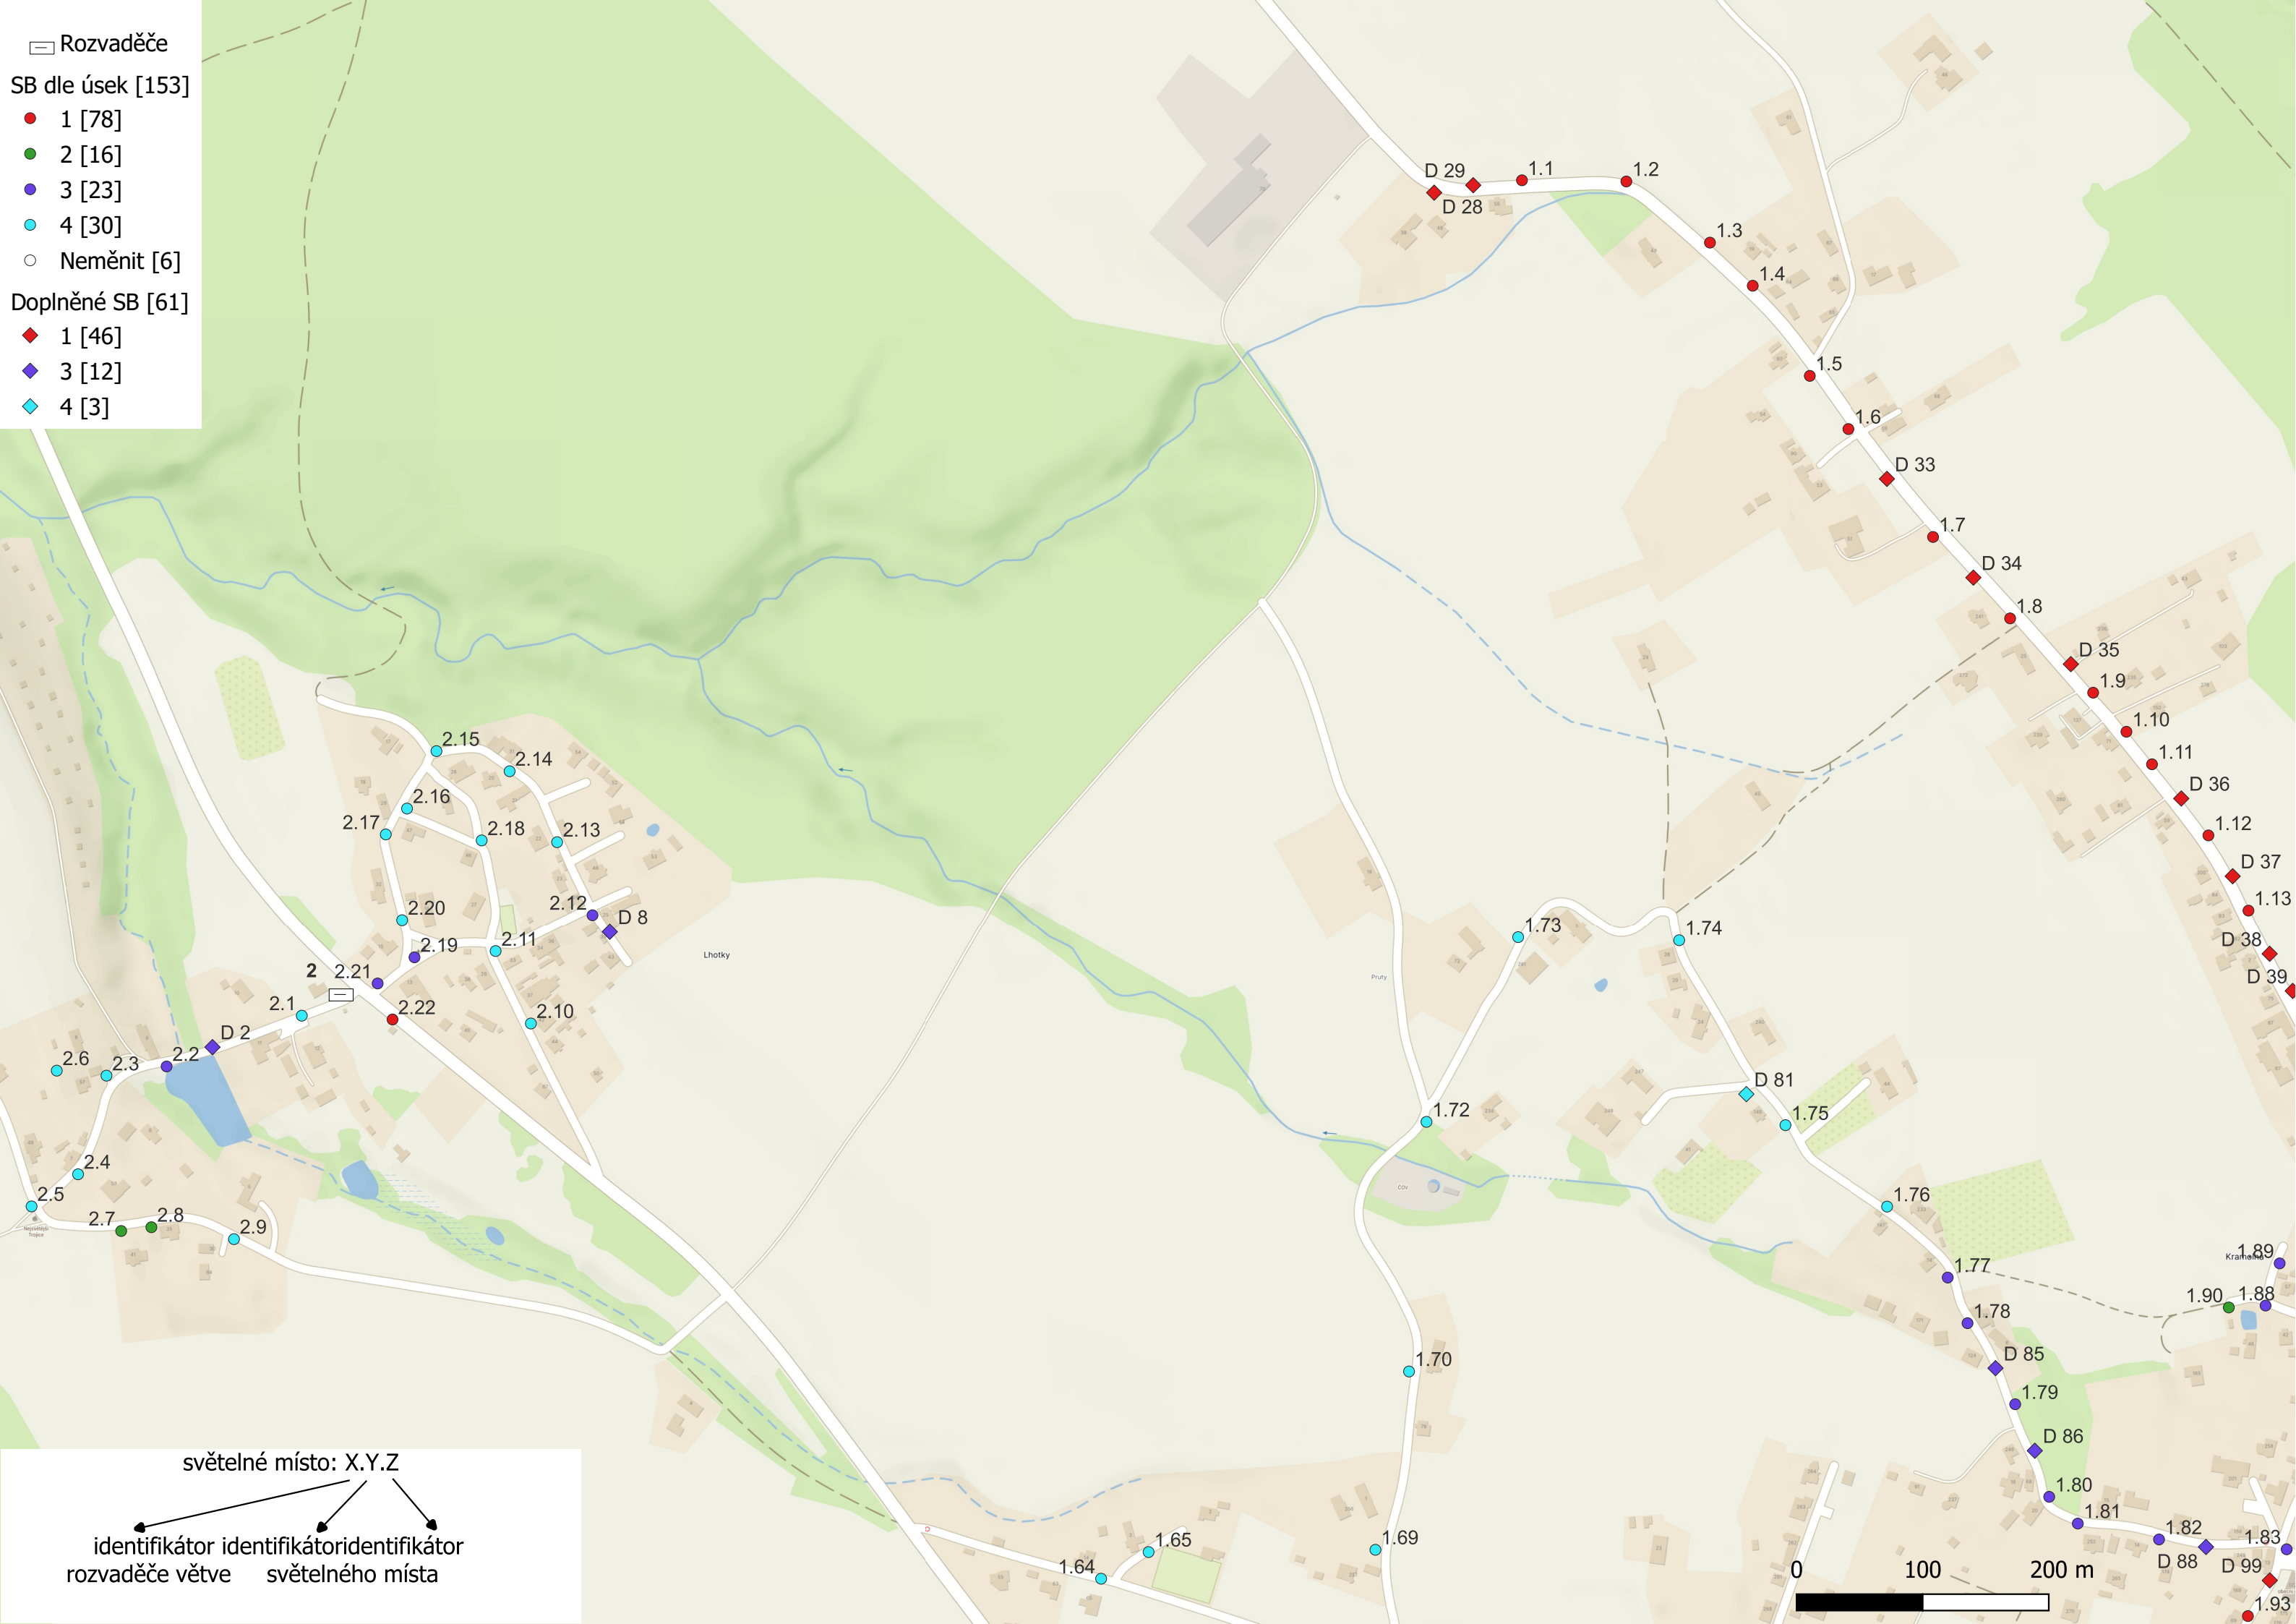 Rozvaděče
SB dle úsek [153]
1 [78]
2 [16]
3 [23]
4 [30]
Neměnit [6]
Doplněné SB [61]
1 [46]
3 [12]
4 [3]
D 29
1.1
1.2
D 28
1.3
1.4
1.5
1.6
D 33
1.7
D 34
1.8
D 35
1.9
1.10
1.11
D 36
1.12
D 37
1.13
D 38
D 39
2.15
2.14
2.16
2.17
2.18
2.13
2.20
2.12
D 8
2.19
2.11
2
2.21
2.22
2.10
2.1
D 2
2.2
2.3
2.6
2.4
2.5
2.7
2.8
2.9
Nejsvětější
Trojice
Lhotky
Pruty
1.73
1.74
D 81
1.72
1.75
ČOV
1.76
1.77
1.78
D 85
1.79
D 86
1.80
1.81
1.82
D 88
1.83
D 99
1.93
1.89
1.90
1.88
1.70
1.69
1.65
1.64
světelné místo: X.Y.Z
identifikátor identifikátoridentifikátor
rozvaděče větve světelného místa
0 100 200 m